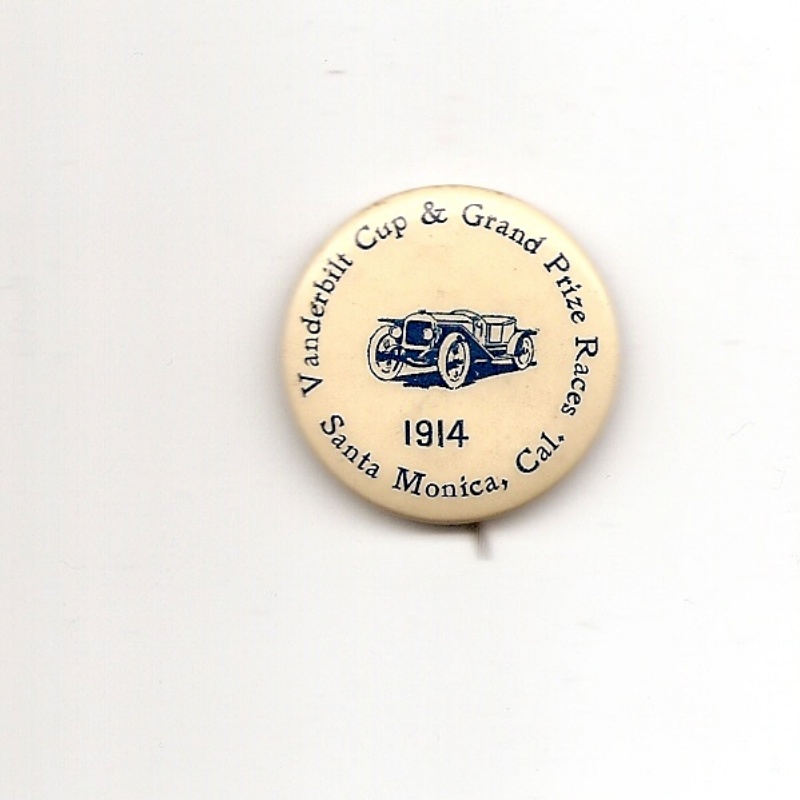 Vanderbilt Cup & Grand Prize Races
1914
Santa Monica, Cal.